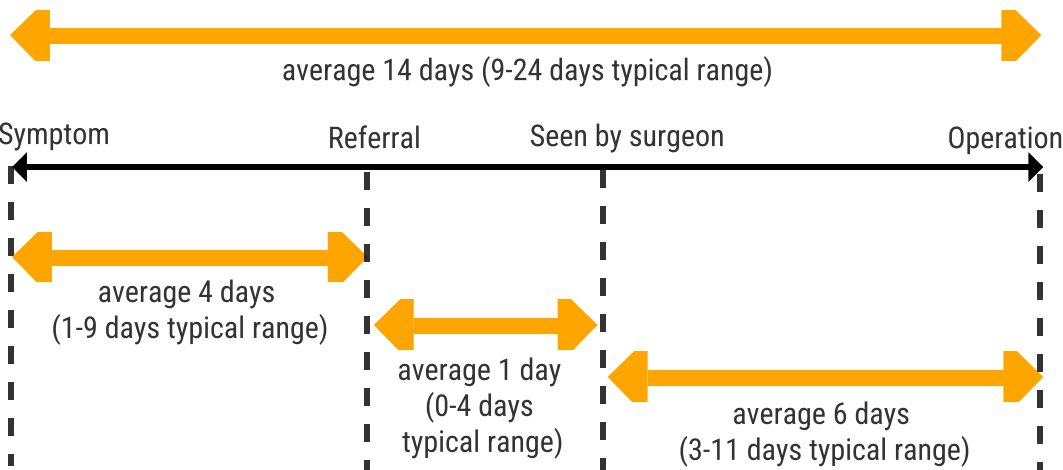 average 14 days (9-24 days typical range)
Symptom
Referral
Seen by surgeon
Operation
average 4 days
(1-9 days typical range)
average 1 day
(0-4 days
typical range)
average 6 days
(3-11 days typical range)